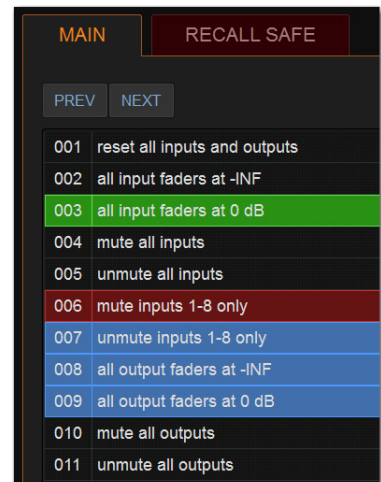 MAIN RECALL SAFE
PREV NEXT
001 reset all inputs and outputs
002 all input faders at -INF
003 all input faders at 0 dB
004 mute all inputs
005 unmute all inputs
006 mute inputs 1-8 only
007 unmute inputs 1-8 only
008 all output faders at -INF
009 all output faders at 0 dB
010 mute all outputs
011 unmute all outputs